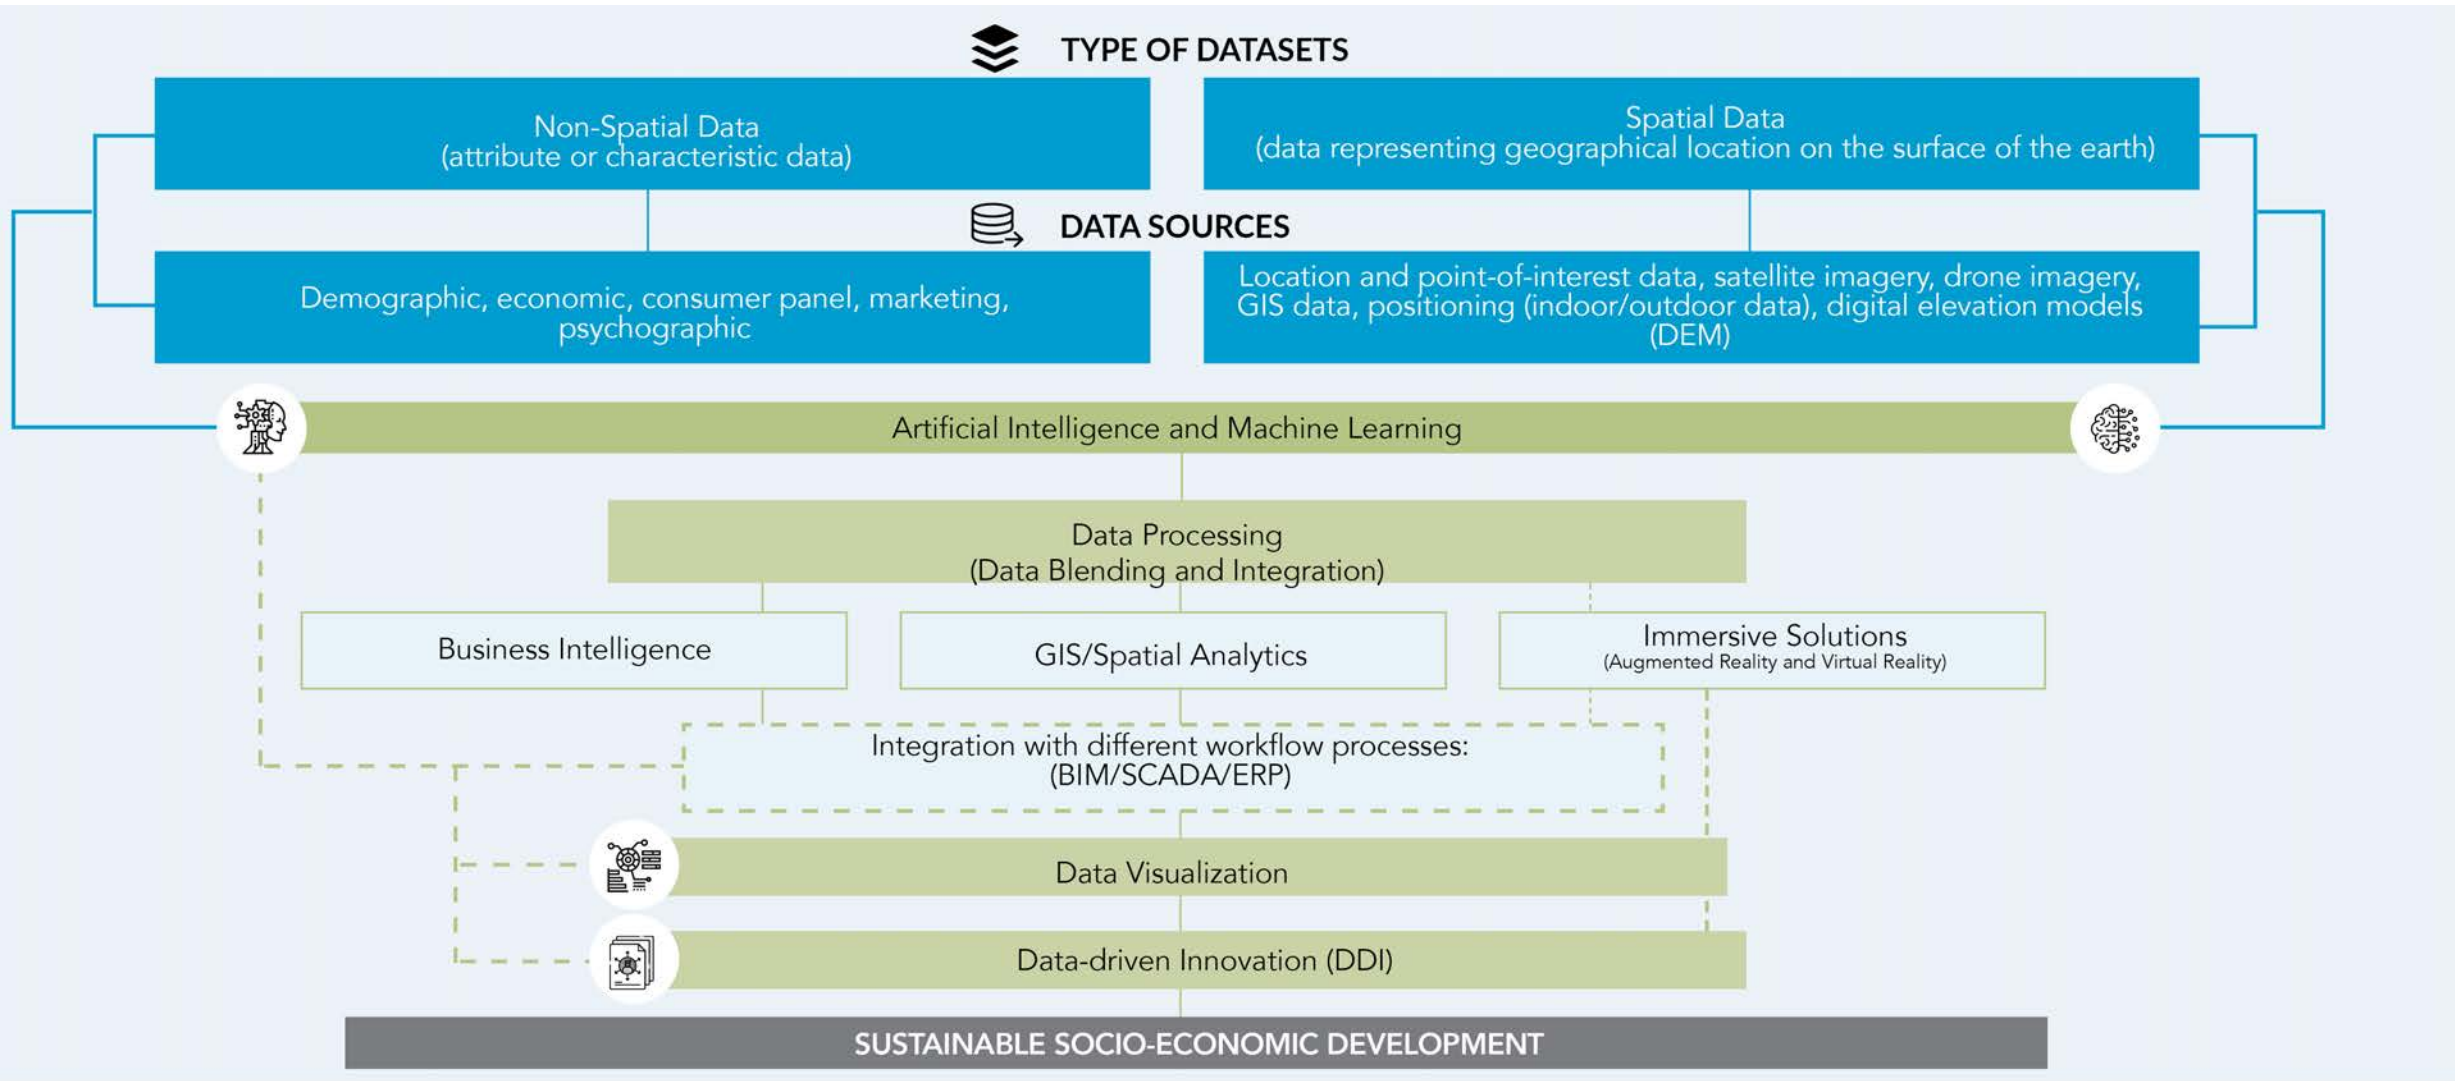 TYPE OF DATASETS
Non-Spatial Data
(attribute or characteristic data)
Spatial Data
(data representing geographical location on the surface of the earth)
DATA SOURCES
Demographic, economic, consumer panel, marketing,
psychographic
Location and point-of-interest data, satellite imagery, drone imagery,
GIS data, positioning (indoor/outdoor data), digital elevation models
(DEM)
Artificial Intelligence and Machine Learning
Data Processing
(Data Blending and Integration)
Business Intelligence
GIS/Spatial Analytics
Immersive Solutions
(Augmented Reality and Virtual Reality)
Integration with different workflow processes:
(BIM/SCADA/ERP)
Data Visualization
Data-driven Innovation (DDI)
SUSTAINABLE SOCIO-ECONOMIC DEVELOPMENT